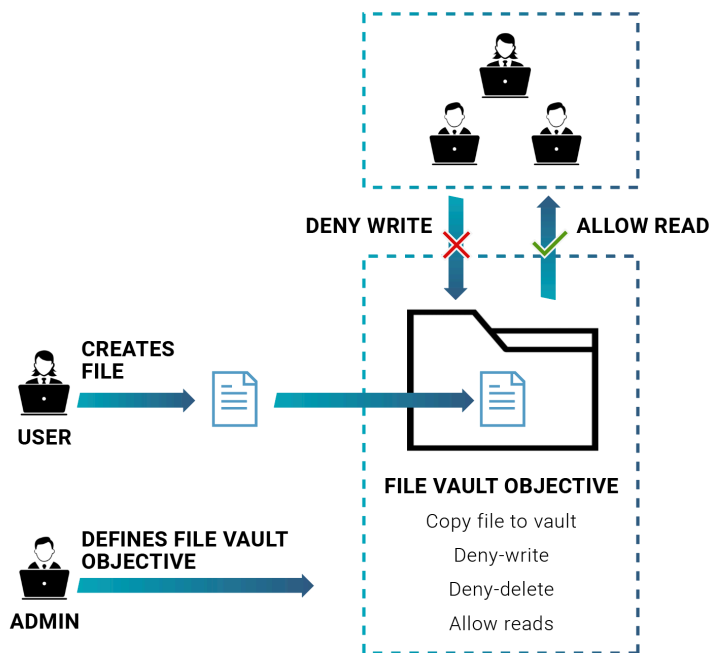 DENY WRITE
ALLOW READ
CREATES
FILE
USER
FILE VAULT OBJECTIVE
Copy file to vault
Deny-write
Deny-delete
Allow reads
DEFINES FILE VAULT
OBJECTIVE
ADMIN